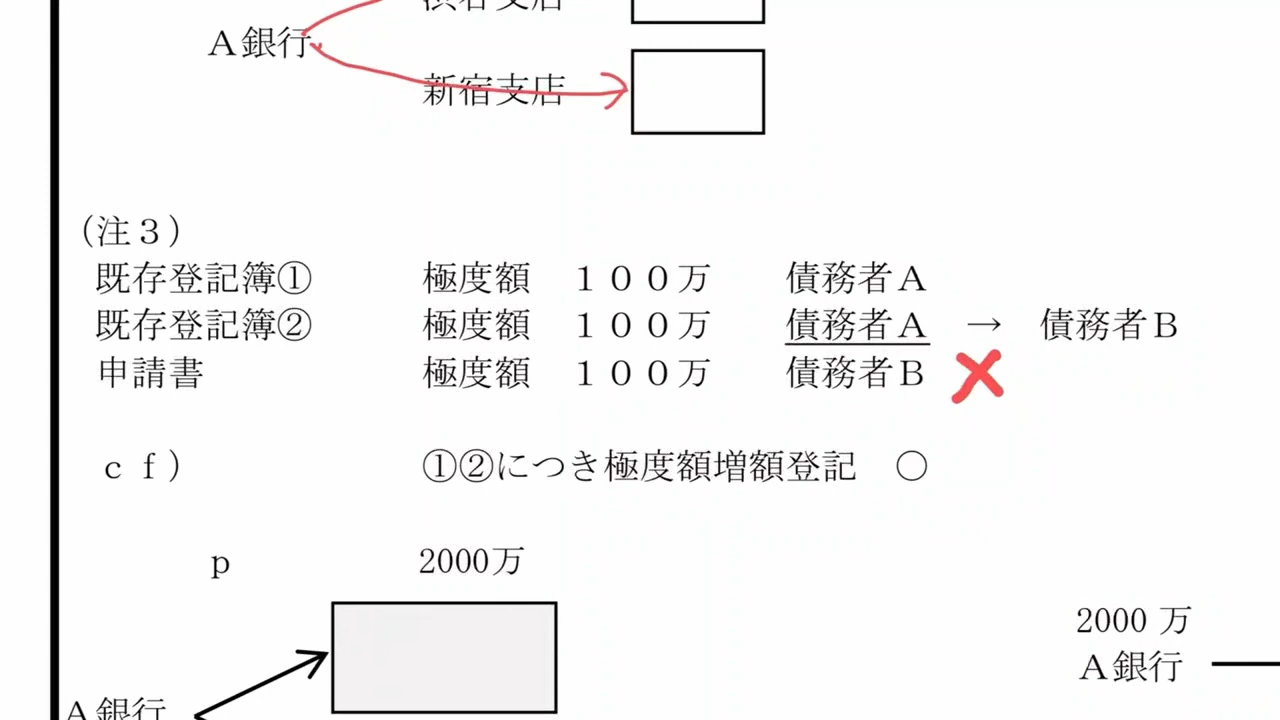 渋谷支店
A銀行
新宿支店
（注３）
既存登記簿① 極度額 １００万 債務者Ａ
既存登記簿② 極度額 １００万 債務者Ａ → 債務者Ｂ
申請書 極度額 １００万 債務者Ｂ
ｃｆ） ①②につき極度額増額登記 ○
p 2000万
2000 万
Ａ銀行
Ａ銀行